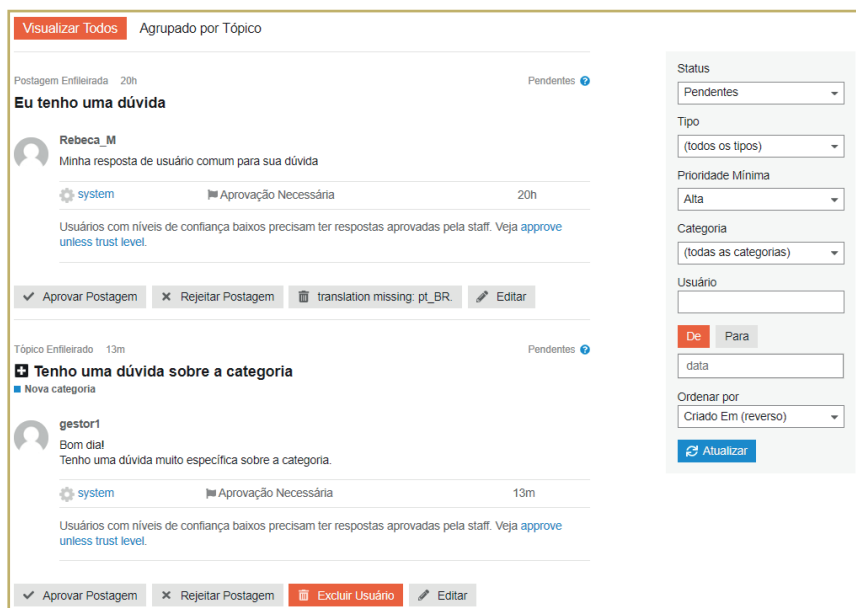 Visualizar Todos Agrupado por Tópico
Postagem Enfileirada 20h Pendentes
Eu tenho uma dúvida
Rebeca_M
Minha resposta de usuário comum para sua dúvida
system Aprovação Necessária 20h
Usuários com níveis de confiança baixos precisam ter respostas aprovadas pela staff. Veja approve
unless trust level.
Aprovar Postagem Rejeitar Postagem translation missing: pt_BR. Editar
Tópico Enfileirado 13m Pendentes
Tenho uma dúvida sobre a categoria
Nova categoria
gestor1
Bom dia!
Tenho uma dúvida muito específica sobre a categoria.
system Aprovação Necessária 13m
Usuários com níveis de confiança baixos precisam ter respostas aprovadas pela staff. Veja approve
unless trust level.
Aprovar Postagem Rejeitar Postagem Excluir Usuário Editar
Status
Pendentes
Tipo
(todos os tipos)
Prioridade Mínima
Alta
Categoria
(todas as categorias)
Usuário
De Para
data
Ordenar por
Criado Em (reverso)
Atualizar